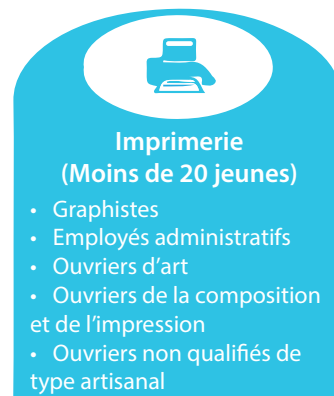 Imprimerie
(Moins de 20 jeunes)
• Graphistes
• Employés administratifs
• Ouvriers d’art
• Ouvriers de la composition
et de l’impression
• Ouvriers non qualifiés de
type artisanal